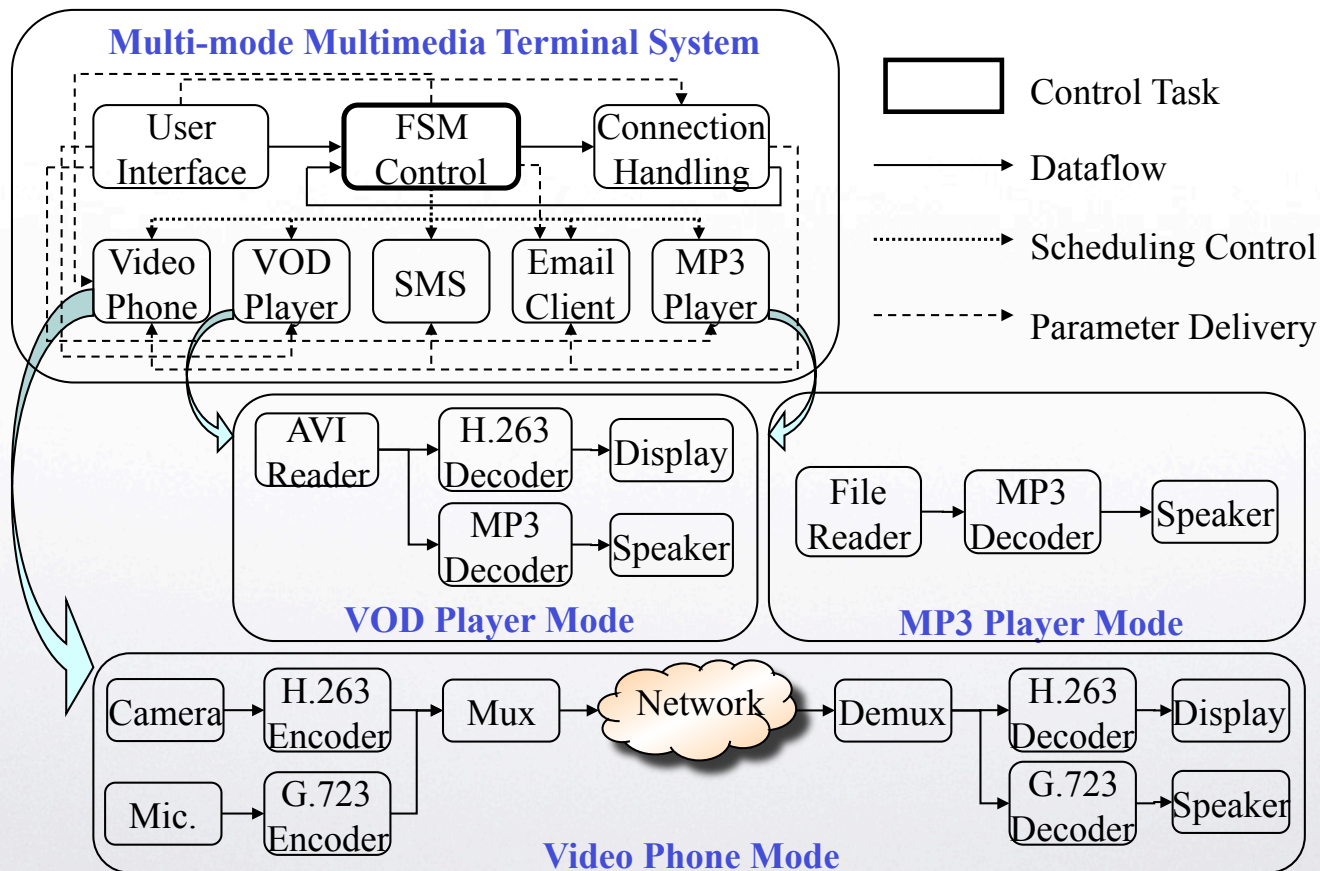 Multi-mode Multimedia Terminal System
User
Interface
FSM
Control
Connection
Handling
Video
Phone
VOD
Player
SMS
Email
Client
MP3
Player
Control Task
Dataflow
Scheduling Control
Parameter Delivery
AVI
Reader
H.263
Decoder
Display
MP3
Decoder
Speaker
VOD Player Mode
File
Reader
MP3
Decoder
Speaker
MP3 Player Mode
Camera
H.263
Encoder
Mux
Network
Demux
H.263
Decoder
Display
Mic.
G.723
Encoder
G.723
Decoder
Speaker
Video Phone Mode